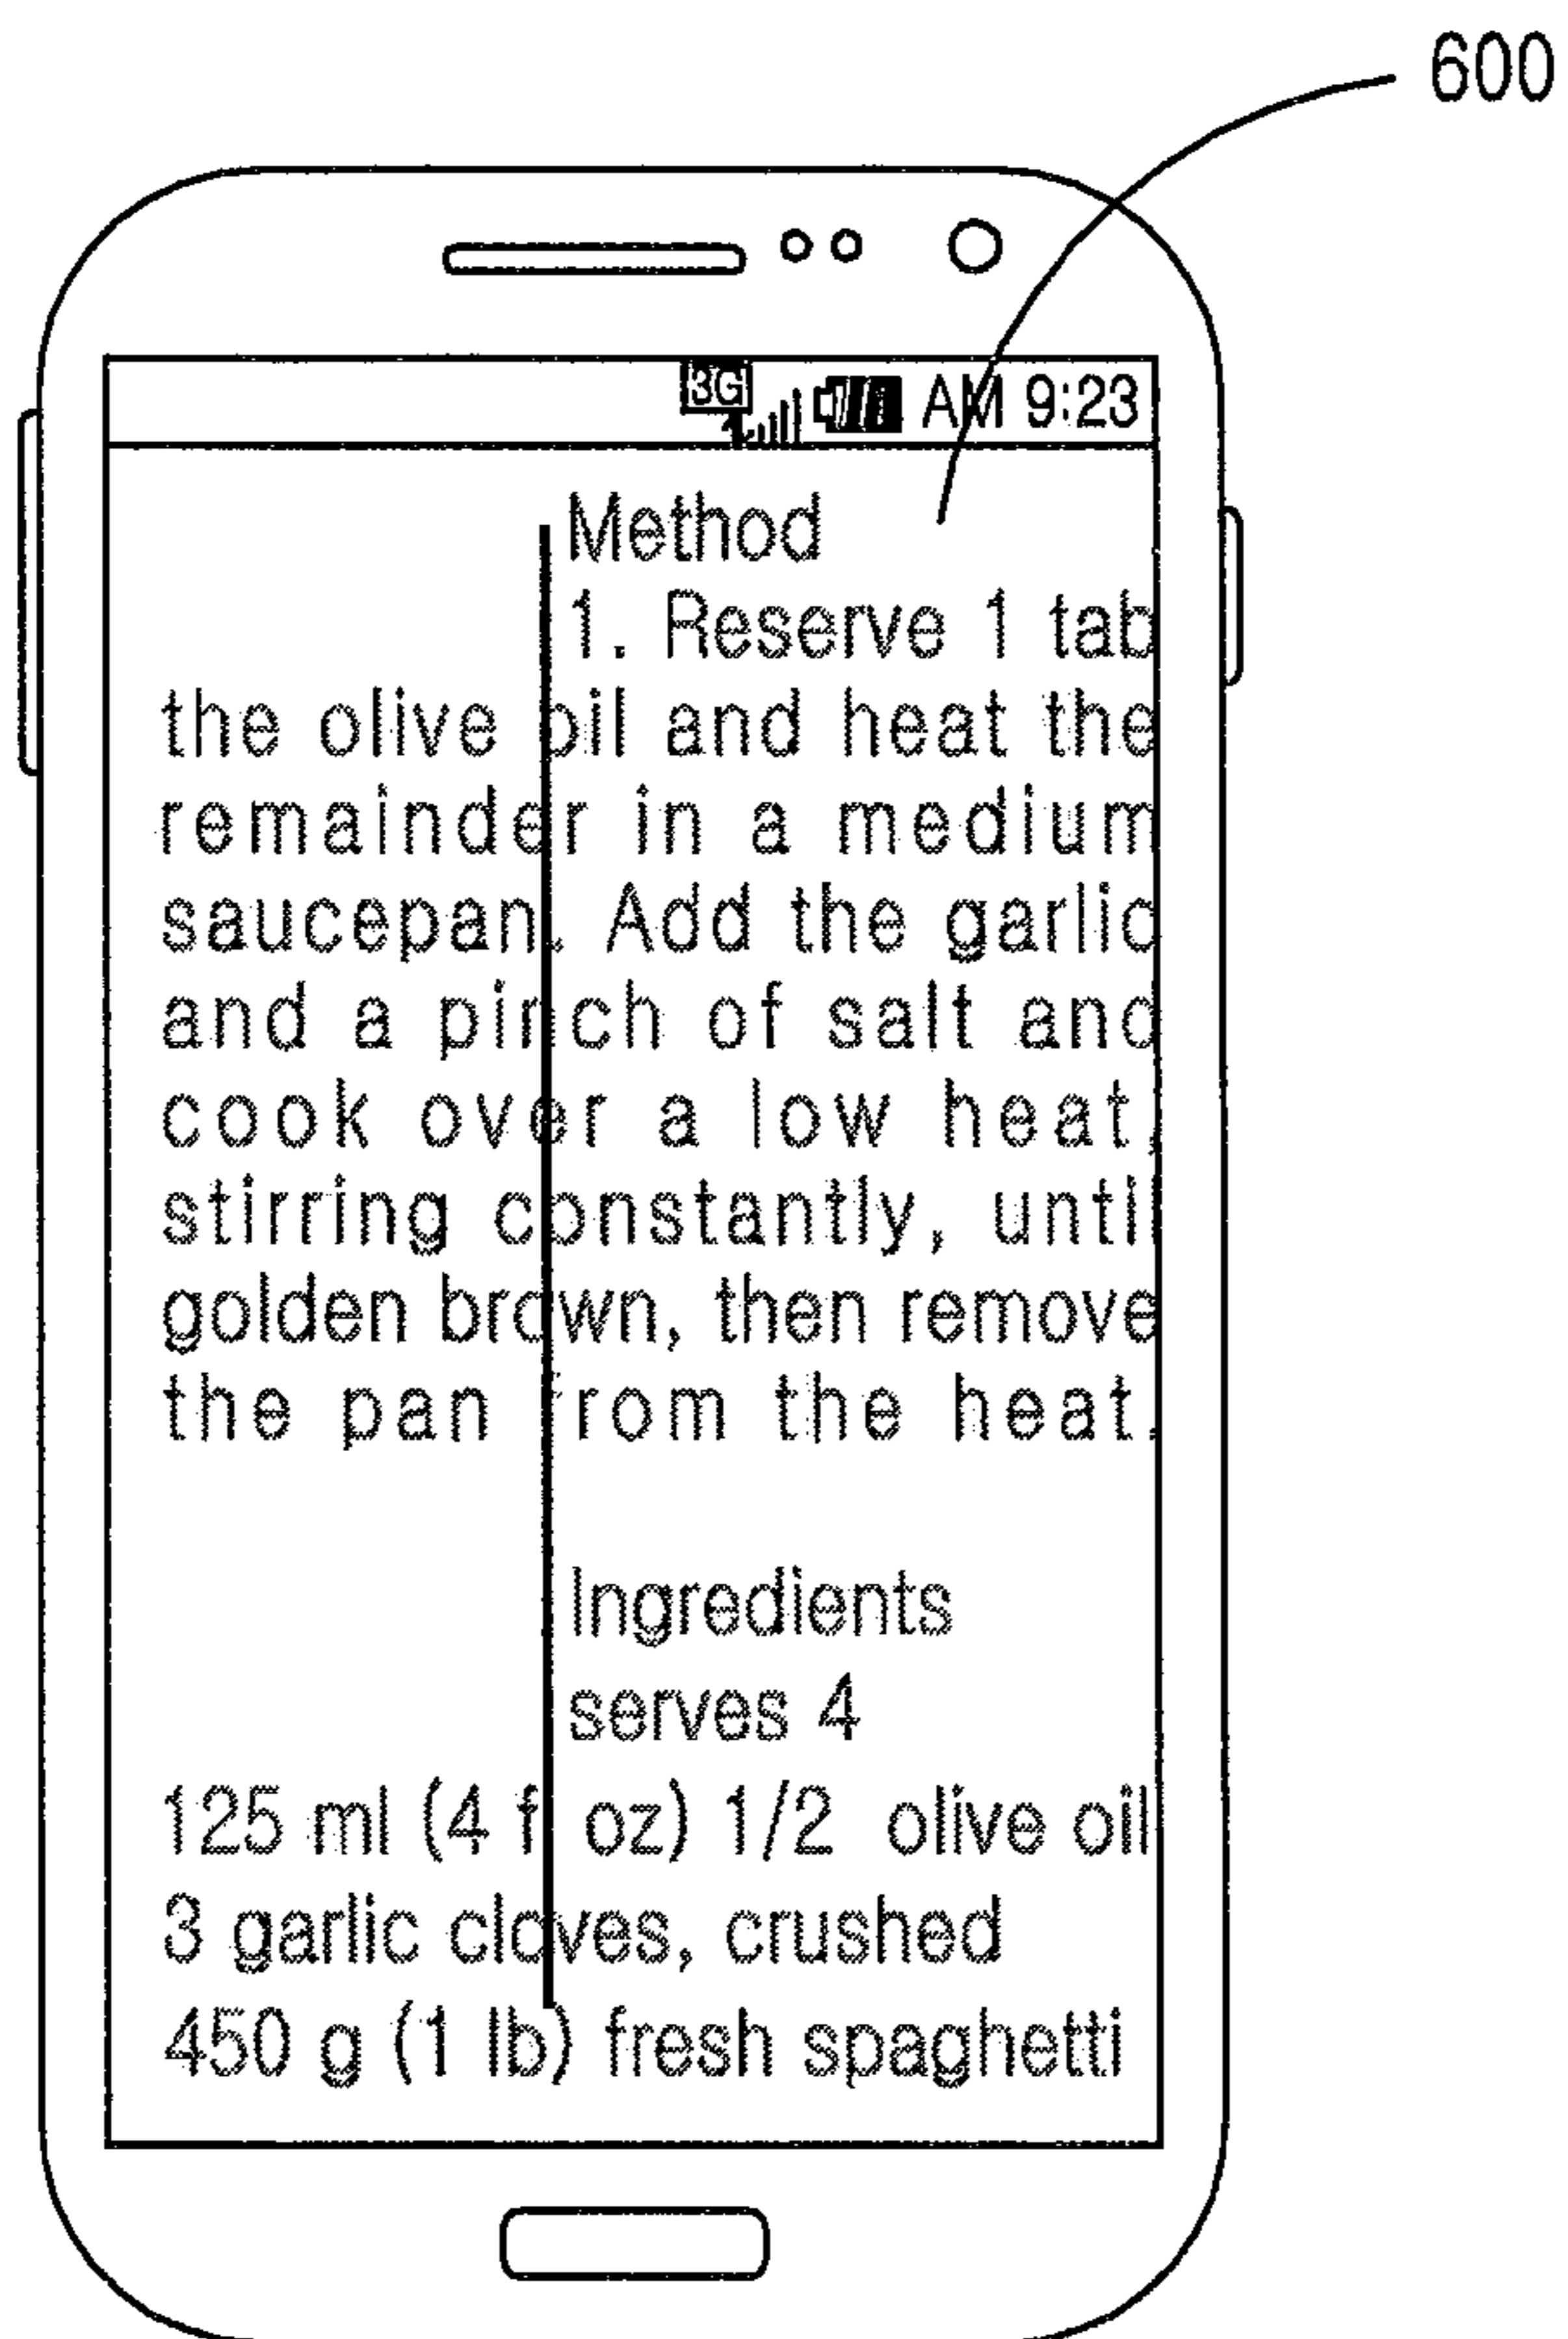 600
3G AM 9:23
Method
1. Reserve 1 tab
the olive oil and heat the
remainder in a medium
saucepan. Add the garlic
and a pinch of salt and
cook over a low heat,
stirring constantly, until
golden brown, then remove
the pan from the heat.
Ingredients
serves 4
125 ml (4 fl oz) 1/2 olive oil
3 garlic cloves, crushed
450 g (1 lb) fresh spaghetti